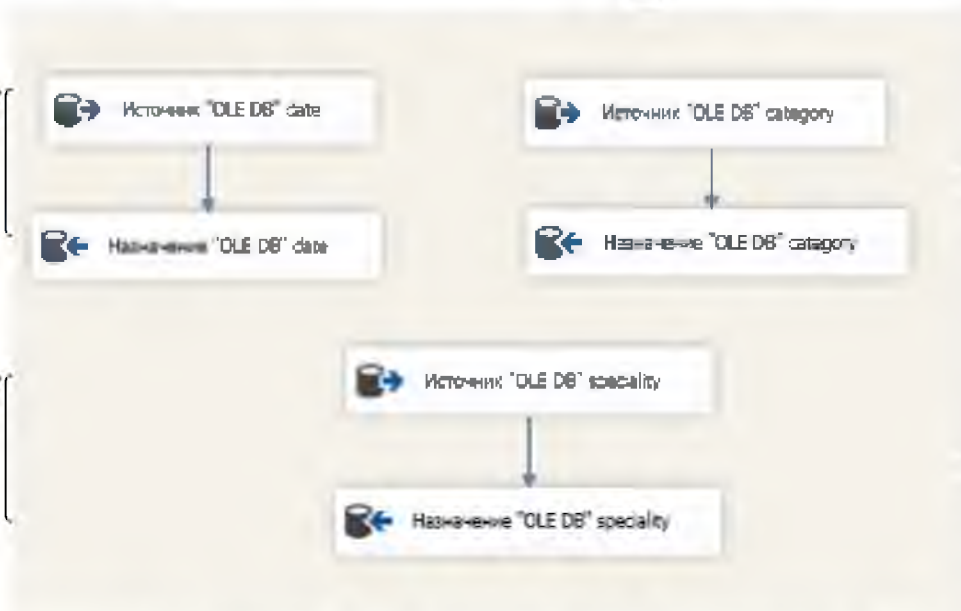 Источник "OLE DB" date
Источник "OLE DB" category
Назначение "OLE DB" date
Назначение "OLE DB" category
Источник "OLE DB" speciality
Назначение "OLE DB" speciality